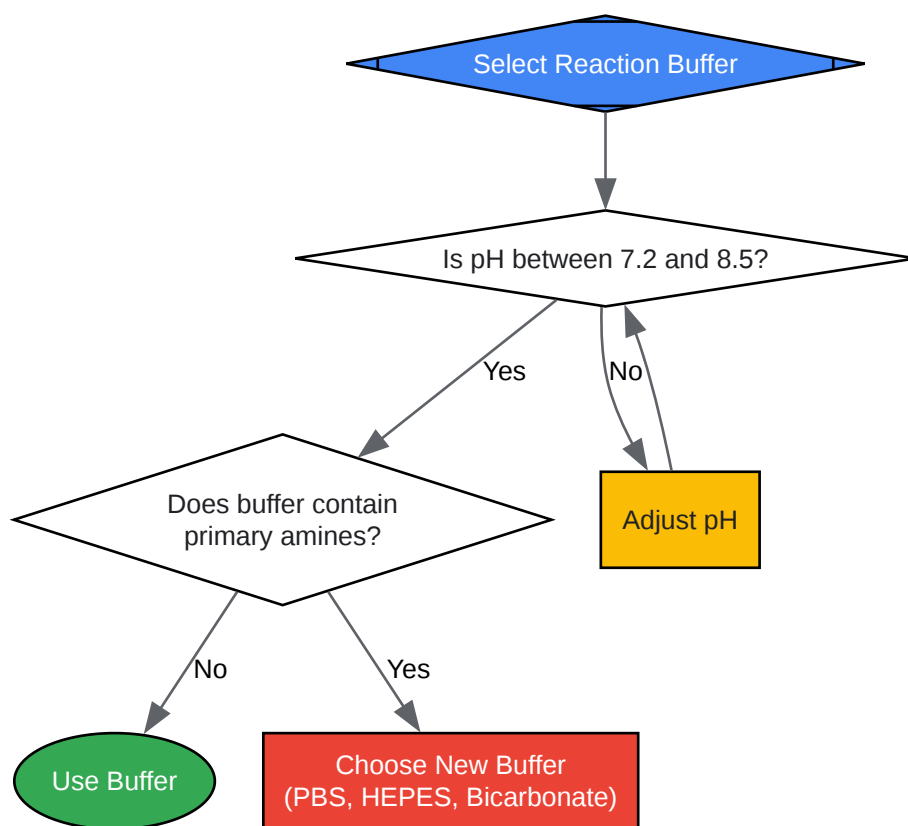 Select Reaction Buffer
Is pH between 7.2 and 8.5?
Yes
No
Does buffer contain
primary amines?
Adjust pH
No
Yes
Use Buffer
Choose New Buffer
(PBS, HEPES, Bicarbonate)